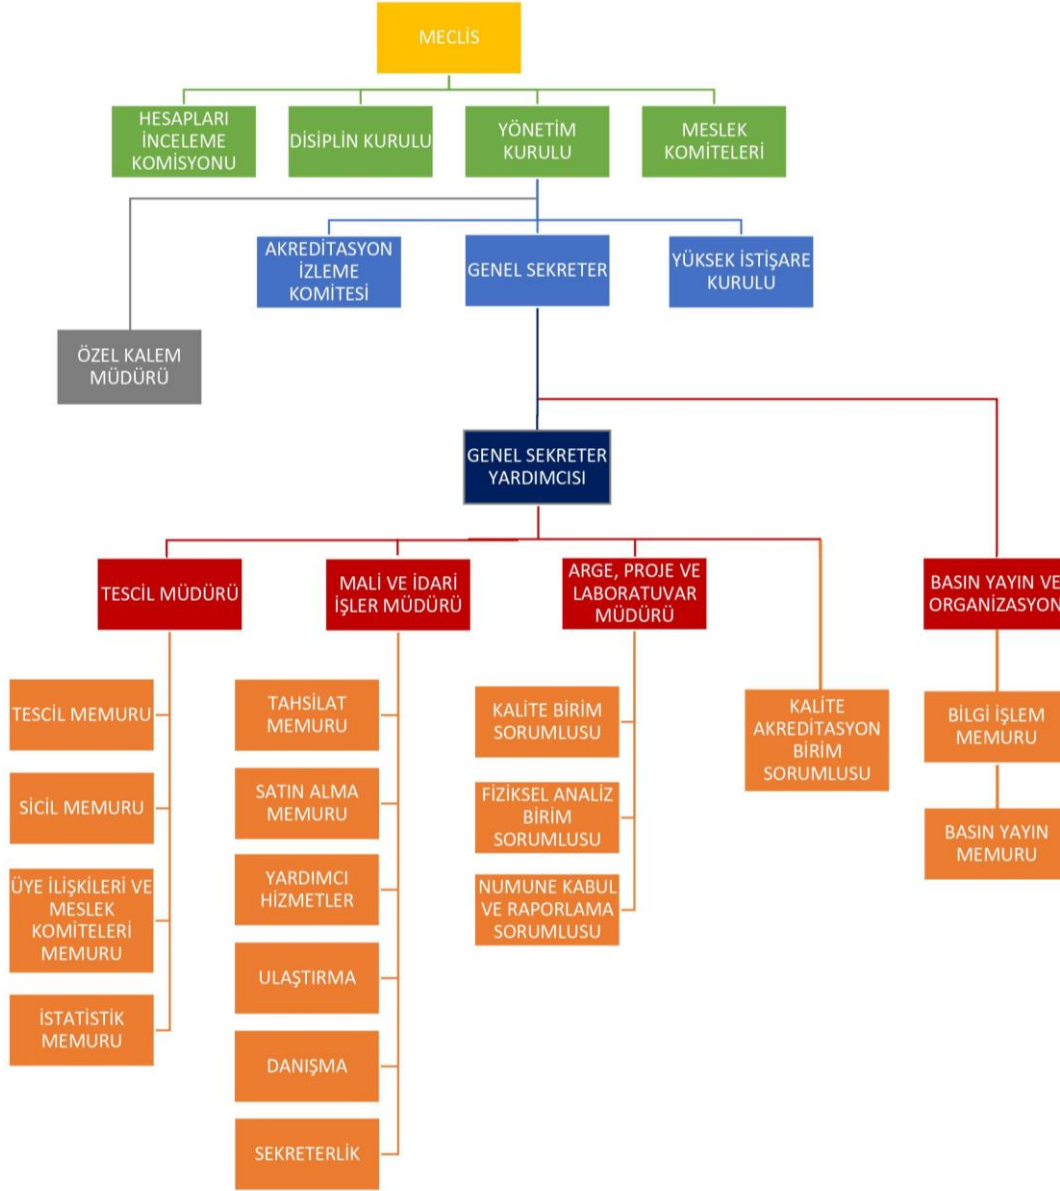 MECLİS
HESAPLARI
İNCELEME
KOMİSYONU
DİSİPLİN KURULU
YÖNETİM
KURULU
MESLEK
KOMİTELERİ
AKREDİTASYON
İZLEME
KOMİTESİ
GENEL SEKRETER
YÜKSEK İSTİŞARE
KURULU
ÖZEL KALEM
MÜDÜRÜ
GENEL SEKRETER
YARDIMCISI
TESCİL MÜDÜRÜ
MALİ VE İDARİ
İŞLER MÜDÜRÜ
ARGE, PROJE VE
LABORATUVAR
MÜDÜRÜ
BASIN YAYIN VE
ORGANİZASYON
TESCİL MEMURU
SİCİL MEMURU
ÜYE İLİŞKİLERİ VE
MESLEK
KOMİTELERİ
MEMURU
İSTATİSTİK
MEMURU
TAHSİLAT
MEMURU
SATIN ALMA
MEMURU
YARDIMCI
HİZMETLER
ULAŞTIRMA
DANIŞMA
SEKRETERLİK
KALİTE BİRİM
SORUMLUSU
FİZİKSEL ANALİZ
BİRİM
SORUMLUSU
NUMUNE KABUL
VE RAPORLAMA
SORUMLUSU
KALİTE
AKREDİTASYON
BİRİM
SORUMLUSU
BİLGİ İŞLEM
MEMURU
BASIN YAYIN
MEMURU